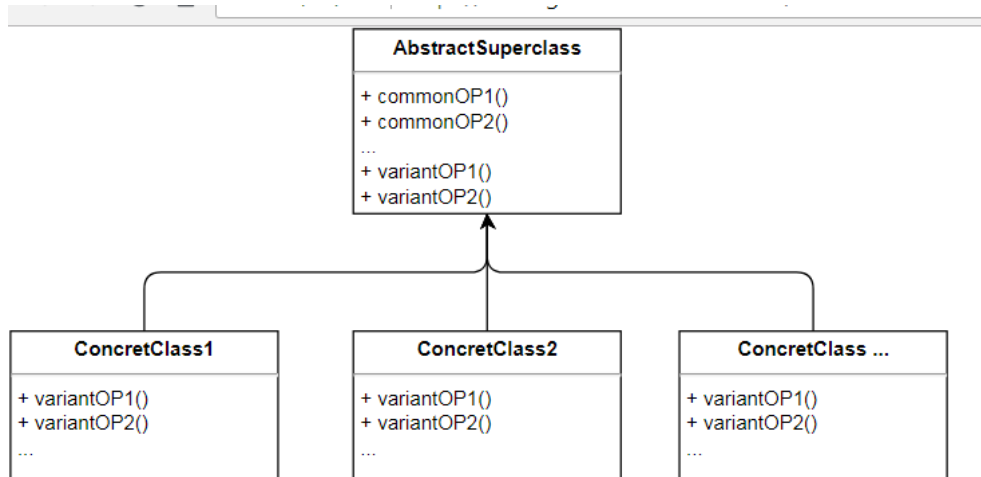 AbstractSuperclass
+ commonOP1()
+ commonOP2()
...
+ variantOP1()
+ variantOP2()
ConcretClass1
+ variantOP1()
+ variantOP2()
...
ConcretClass2
+ variantOP1()
+ variantOP2()
...
ConcretClass ...
+ variantOP1()
+ variantOP2()
...